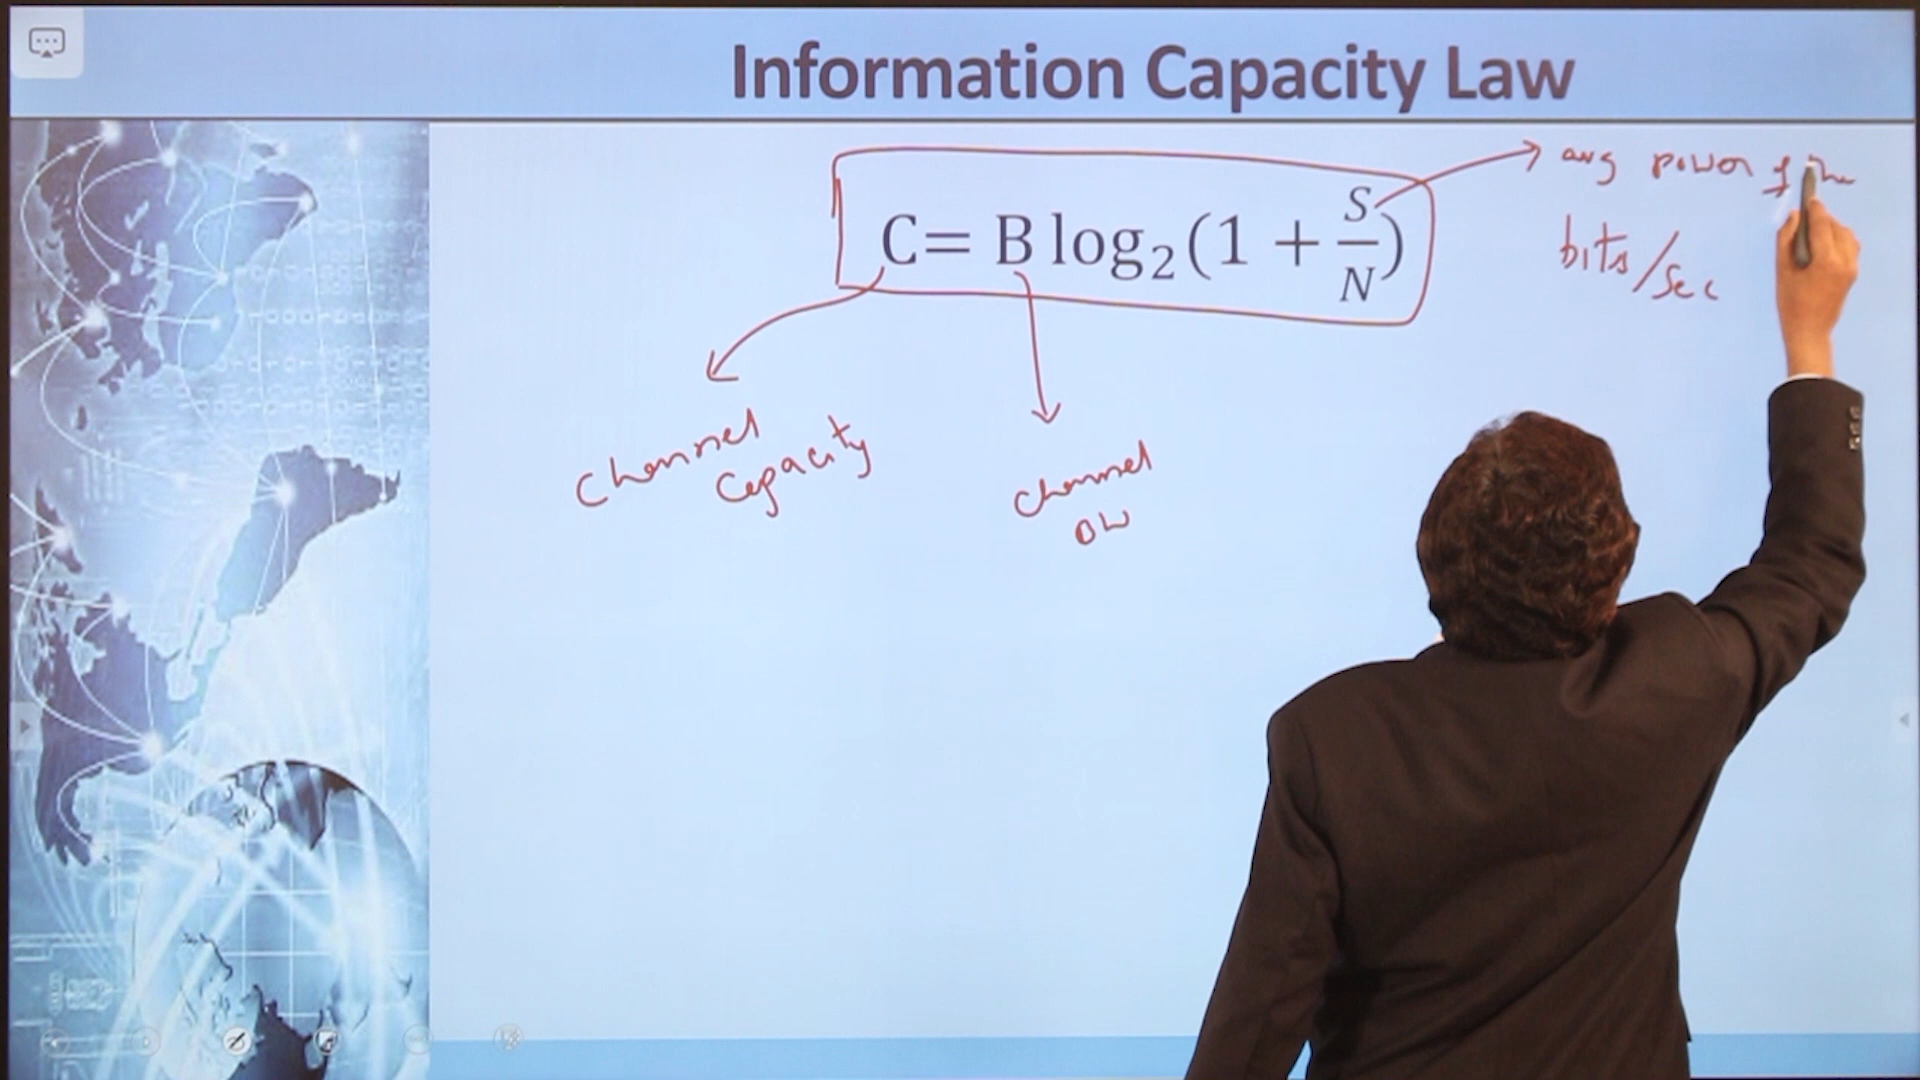 Information Capacity Law
C= B log₂(1 + S/N)
avg power of the
bits/sec
Channel
Capacity
Channel
BW